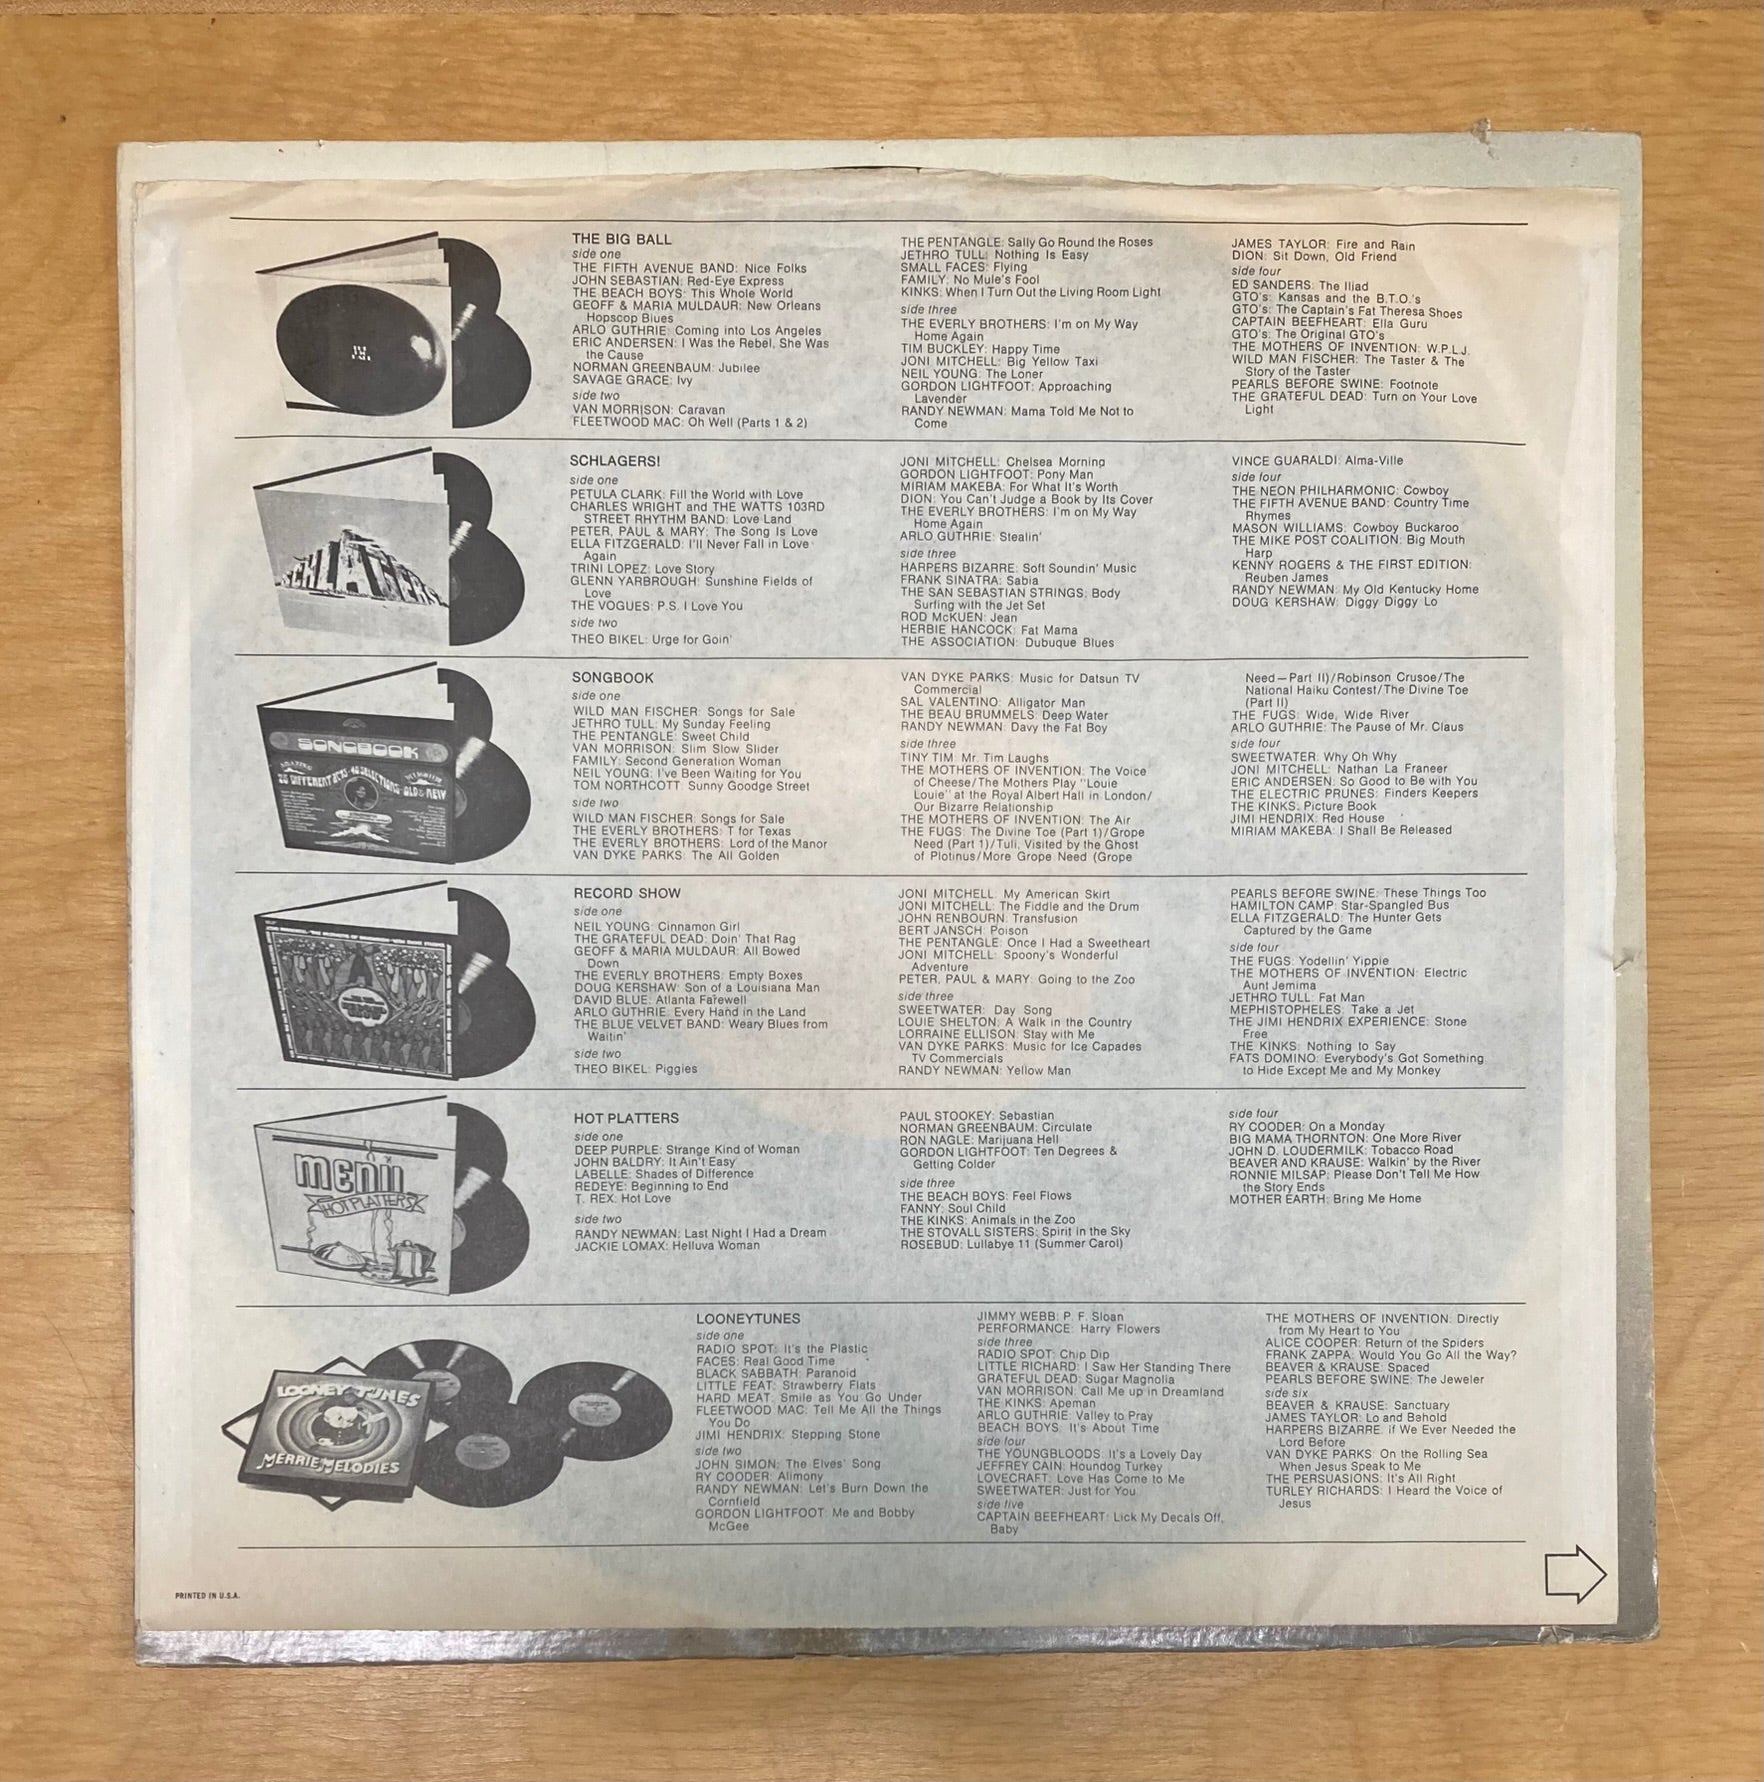 THE BIG BALL
side one
THE FIFTH AVENUE BAND: Nice Folks
JOHN SEBASTIAN: Red-Eye Express
THE BEACH BOYS: This Whole World
GEOFF & MARIA MULDAUR: New Orleans
Hopscop Blues
ARLO GUTHRIE: Coming into Los Angeles
ERIC ANDERSEN: I Was the Rebel, She Was
the Cause
NORMAN GREENBAUM: Jubilee
SAVAGE GRACE: Ivy
side two
VAN MORRISON: Caravan
FLEETWOOD MAC: Oh Well (Parts 1 & 2)
THE PENTANGLE: Sally Go Round the Roses
JETHRO TULL: Nothing Is Easy
SMALL FACES: Flying
FAMILY: No Mule's Fool
KINKS: When I Turn Out the Living Room Light
side three
THE EVERLY BROTHERS: I'm on My Way
Home Again
TIM BUCKLEY: Happy Time
JONI MITCHELL: Big Yellow Taxi
NEIL YOUNG: The Loner
GORDON LIGHTFOOT: Approaching
Lavender
RANDY NEWMAN: Mama Told Me Not to
Come
JAMES TAYLOR: Fire and Rain
DION: Sit Down, Old Friend
side four
ED SANDERS: The Iliad
GTO's: Kansas and the B.T.O.'s
GTO's: The Captain's Fat Theresa Shoes
CAPTAIN BEEFHEART: Ella Guru
GTO's: The Original GTO's
THE MOTHERS OF INVENTION: W.P.L.J.
WILD MAN FISCHER: The Taster & The
Story of the Taster
PEARLS BEFORE SWINE: Footnote
THE GRATEFUL DEAD: Turn on Your Love
Light
SCHLAGERS!
side one
PETULA CLARK: Fill the World with Love
CHARLES WRIGHT and THE WATTS 103RD
STREET RHYTHM BAND: Love Land
PETER, PAUL & MARY: The Song Is Love
ELLA FITZGERALD: I'll Never Fall in Love
Again
TRINI LOPEZ: Love Story
GLENN YARBROUGH: Sunshine Fields of
Love
THE VOGUES: P.S. I Love You
side two
THEO BIKEL: Urge for Goin'
JONI MITCHELL: Chelsea Morning
GORDON LIGHTFOOT: Pony Man
MIRIAM MAKEBA: For What It's Worth
DION: You Can't Judge a Book by Its Cover
THE EVERLY BROTHERS: I'm on My Way
Home Again
ARLO GUTHRIE: Stealin'
side three
HARPERS BIZARRE: Soft Soundin' Music
FRANK SINATRA: Sabia
THE SAN SEBASTIAN STRINGS: Body
Surfing with the Jet Set
ROD McKUEN: Jean
HERBIE HANCOCK: Fat Mama
THE ASSOCIATION: Dubuque Blues
VINCE GUARALDI: Alma-Ville
side four
THE NEON PHILHARMONIC: Cowboy
THE FIFTH AVENUE BAND: Country Time
Rhymes
MASON WILLIAMS: Cowboy Buckaroo
THE MIKE POST COALITION: Big Mouth
Harp
KENNY ROGERS & THE FIRST EDITION:
Reuben James
RANDY NEWMAN: My Old Kentucky Home
DOUG KERSHAW: Diggy Diggy Lo
SONGBOOK
SONGBOOK
side one
WILD MAN FISCHER: Songs for Sale
JETHRO TULL: My Sunday Feeling
THE PENTANGLE: Sweet Child
VAN MORRISON: Slim Slow Slider
FAMILY: Second Generation Woman
NEIL YOUNG: I've Been Waiting for You
TOM NORTHCOTT: Sunny Goodge Street
side two
WILD MAN FISCHER: Songs for Sale
THE EVERLY BROTHERS: T for Texas
THE EVERLY BROTHERS: Lord of the Manor
VAN DYKE PARKS: The All Golden
VAN DYKE PARKS: Music for Datsun TV
Commercial
SAL VALENTINO: Alligator Man
THE BEAU BRUMMELS: Deep Water
RANDY NEWMAN: Davy the Fat Boy
side three
TINY TIM: Mr. Tim Laughs
THE MOTHERS OF INVENTION: The Voice
of Cheese/The Mothers Play "Louie
Louie" at the Royal Albert Hall in London/
Our Bizarre Relationship
THE MOTHERS OF INVENTION: The Air
THE FUGS: The Divine Toe (Part 1)/Grope
Need (Part 1)/Tuli, Visited by the Ghost
of Plotinus/More Grope Need (Grope
Need—Part II)/Robinson Crusoe/The
National Haiku Contest/The Divine Toe
(Part II)
THE FUGS: Wide, Wide River
ARLO GUTHRIE: The Pause of Mr. Claus
side four
SWEETWATER: Why Oh Why
JONI MITCHELL: Nathan La Franeer
ERIC ANDERSEN: So Good to Be with You
THE ELECTRIC PRUNES: Finders Keepers
THE KINKS: Picture Book
JIMI HENDRIX: Red House
MIRIAM MAKEBA: I Shall Be Released
RECORD SHOW
side one
NEIL YOUNG: Cinnamon Girl
THE GRATEFUL DEAD: Doin' That Rag
GEOFF & MARIA MULDAUR: All Bowed
Down
THE EVERLY BROTHERS: Empty Boxes
DOUG KERSHAW: Son of a Louisiana Man
DAVID BLUE: Atlanta Farewell
ARLO GUTHRIE: Every Hand in the Land
THE BLUE VELVET BAND: Weary Blues from
Waitin'
side two
THEO BIKEL: Piggies
JONI MITCHELL: My American Skirt
JONI MITCHELL: The Fiddle and the Drum
JOHN RENBOURN: Transfusion
BERT JANSCH: Poison
THE PENTANGLE: Once I Had a Sweetheart
JONI MITCHELL: Spoony's Wonderful
Adventure
PETER, PAUL & MARY: Going to the Zoo
side three
SWEETWATER: Day Song
LOUIE SHELTON: A Walk in the Country
LORRAINE ELLISON: Stay with Me
VAN DYKE PARKS: Music for Ice Capades
TV Commercials
RANDY NEWMAN: Yellow Man
PEARLS BEFORE SWINE: These Things Too
HAMILTON CAMP: Star-Spangled Bus
ELLA FITZGERALD: The Hunter Gets
Captured by the Game
side four
THE FUGS: Yodellin' Yippie
THE MOTHERS OF INVENTION: Electric
Aunt Jemima
JETHRO TULL: Fat Man
MEPHISTOPHELES: Take a Jet
THE JIMI HENDRIX EXPERIENCE: Stone
Free
THE KINKS: Nothing to Say
FATS DOMINO: Everybody's Got Something
to Hide Except Me and My Monkey
MENU
HOT PLATTERS
HOT PLATTERS
side one
DEEP PURPLE: Strange Kind of Woman
JOHN BALDRY: It Ain't Easy
LABELLE: Shades of Difference
REDEYE: Beginning to End
T. REX: Hot Love
side two
RANDY NEWMAN: Last Night I Had a Dream
JACKIE LOMAX: Helluva Woman
PAUL STOOKEY: Sebastian
NORMAN GREENBAUM: Circulate
RON NAGLE: Marijuana Hell
GORDON LIGHTFOOT: Ten Degrees &
Getting Colder
side three
THE BEACH BOYS: Feel Flows
FANNY: Soul Child
THE KINKS: Animals in the Zoo
THE STOVALL SISTERS: Spirit in the Sky
ROSEBUD: Lullabye 11 (Summer Carol)
side four
RY COODER: On a Monday
BIG MAMA THORNTON: One More River
JOHN D. LOUDERMILK: Tobacco Road
BEAVER AND KRAUSE: Walkin' by the River
RONNIE MILSAP: Please Don't Tell Me How
the Story Ends
MOTHER EARTH: Bring Me Home
LOONEY TUNES
MERRIE MELODIES
LOONEYTUNES
side one
RADIO SPOT: It's the Plastic
FACES: Real Good Time
BLACK SABBATH: Paranoid
LITTLE FEAT: Strawberry Flats
HARD MEAT: Smile as You Go Under
FLEETWOOD MAC: Tell Me All the Things
You Do
JIMI HENDRIX: Stepping Stone
side two
JOHN SIMON: The Elves' Song
RY COODER: Alimony
RANDY NEWMAN: Let's Burn Down the
Cornfield
GORDON LIGHTFOOT: Me and Bobby
McGee
JIMMY WEBB: P. F. Sloan
PERFORMANCE: Harry Flowers
side three
RADIO SPOT: Chip Dip
LITTLE RICHARD: I Saw Her Standing There
GRATEFUL DEAD: Sugar Magnolia
VAN MORRISON: Call Me up in Dreamland
THE KINKS: Apeman
ARLO GUTHRIE: Valley to Pray
BEACH BOYS: It's About Time
side four
THE YOUNGBLOODS: It's a Lovely Day
JEFFREY CAIN: Houndog Turkey
LOVECRAFT: Love Has Come to Me
SWEETWATER: Just for You
side five
CAPTAIN BEEFHEART: Lick My Decals Off,
Baby
THE MOTHERS OF INVENTION: Directly
from My Heart to You
ALICE COOPER: Return of the Spiders
FRANK ZAPPA: Would You Go All the Way?
BEAVER & KRAUSE: Spaced
PEARLS BEFORE SWINE: The Jeweler
side six
BEAVER & KRAUSE: Sanctuary
JAMES TAYLOR: Lo and Behold
HARPERS BIZARRE: if We Ever Needed the
Lord Before
VAN DYKE PARKS: On the Rolling Sea
When Jesus Speak to Me
THE PERSUASIONS: It's All Right
TURLEY RICHARDS: I Heard the Voice of
Jesus
PRINTED IN U.S.A.